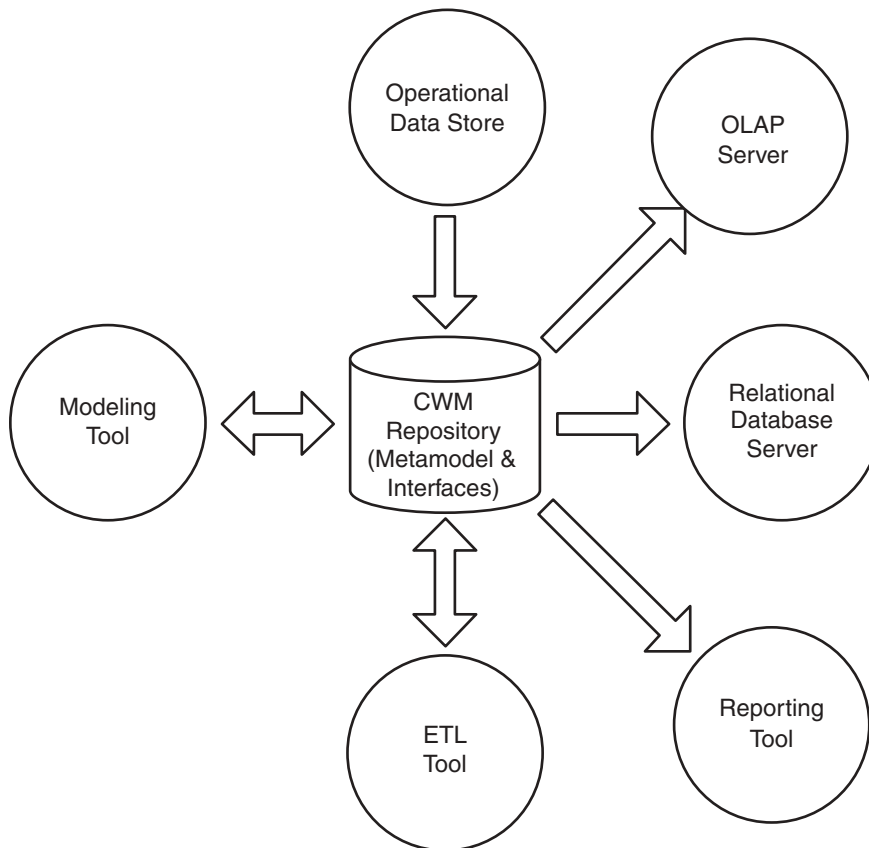 Operational
Data Store
OLAP
Server
Modeling
Tool
CWM
Repository
(Metamodel &
Interfaces)
Relational
Database
Server
ETL
Tool
Reporting
Tool